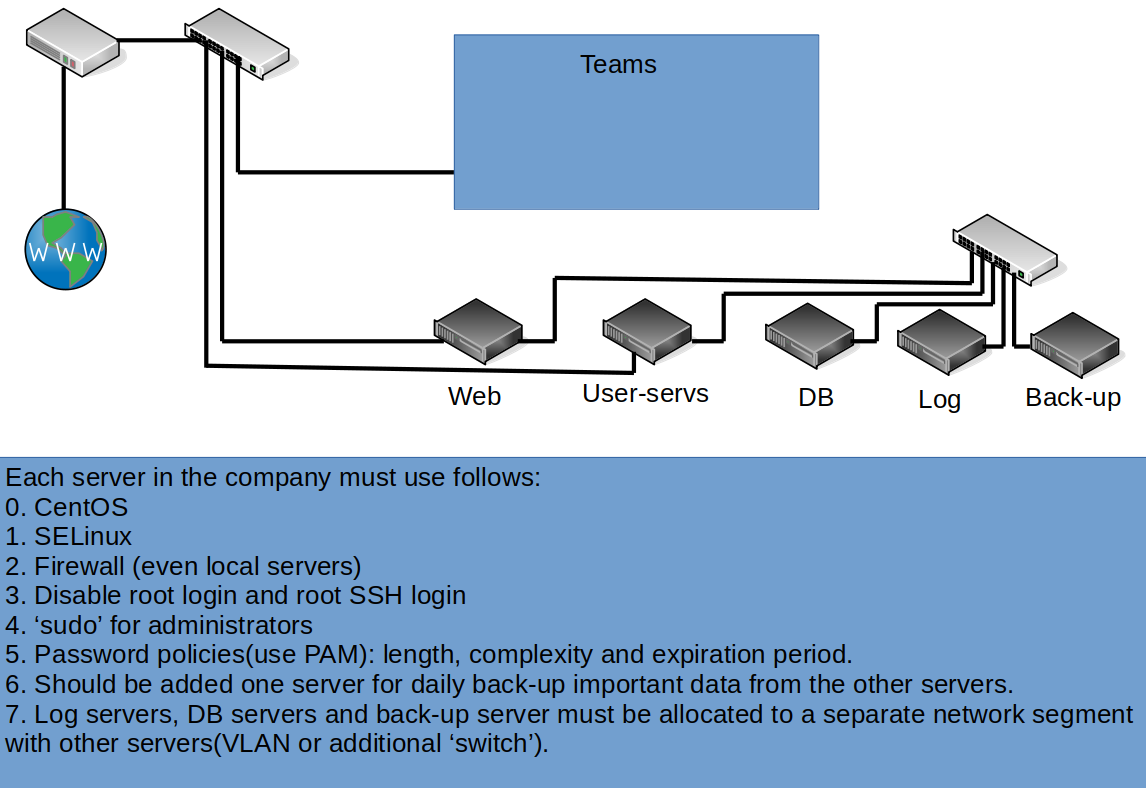 Teams
WWW
Web
User-servs
DB
Log
Back-up
Each server in the company must use follows:
0. CentOS
1. SELinux
2. Firewall (even local servers)
3. Disable root login and root SSH login
4. ‘sudo’ for administrators
5. Password policies(use PAM): length, complexity and expiration period.
6. Should be added one server for daily back-up important data from the other servers.
7. Log servers, DB servers and back-up server must be allocated to a separate network segment
with other servers(VLAN or additional ‘switch’).